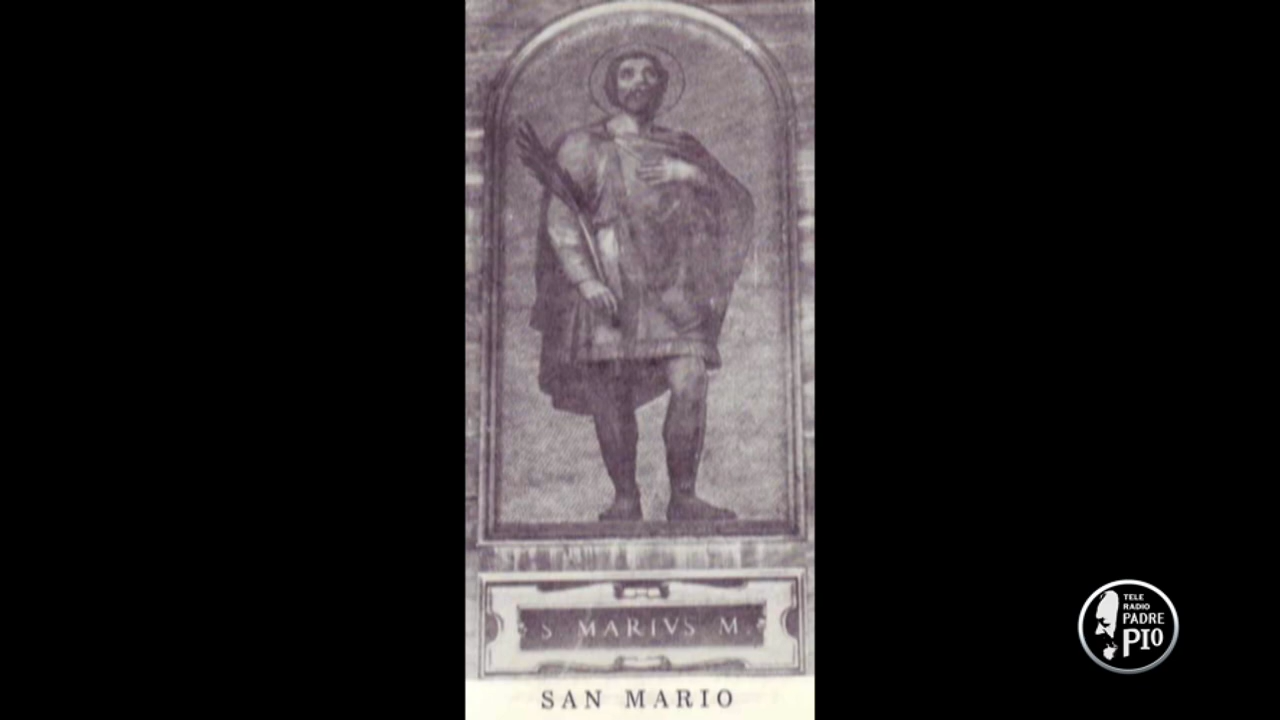 S MARIVS M.
SAN MARIO
TELE
RADIO
PADRE
PIO